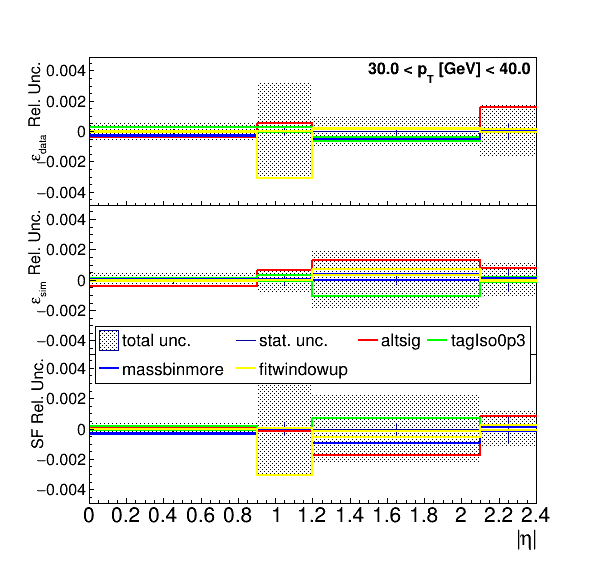 30.0 < p_T [GeV] < 40.0
ε_data Rel. Unc.
0.004
0.002
0
−0.002
−0.004
ε_sim Rel. Unc.
0.004
0.002
0
−0.002
−0.004
total unc. stat. unc. altsig tagIso0p3
massbinmore fitwindowup
SF Rel. Unc.
0.004
0.002
0
−0.002
−0.004
0 0.2 0.4 0.6 0.8 1 1.2 1.4 1.6 1.8 2 2.2 2.4
|η|